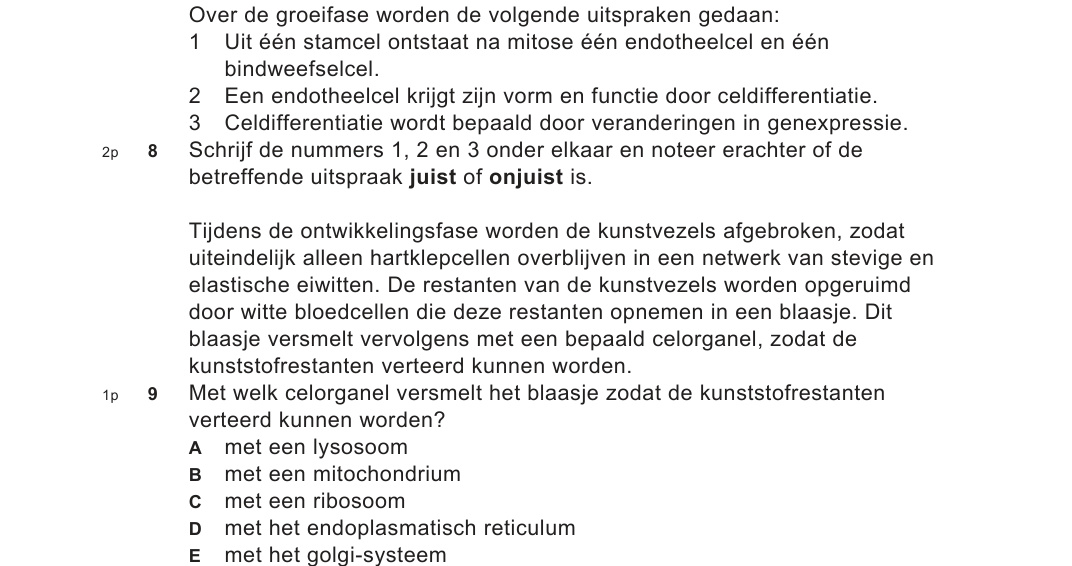 Over de groeifase worden de volgende uitspraken gedaan:
1 Uit één stamcel ontstaat na mitose één endotheelcel en één
bindweefselcel.
2 Een endotheelcel krijgt zijn vorm en functie door celdifferentiatie.
3 Celdifferentiatie wordt bepaald door veranderingen in genexpressie.
2p 8 Schrijf de nummers 1, 2 en 3 onder elkaar en noteer erachter of de
betreffende uitspraak juist of onjuist is.
Tijdens de ontwikkelingsfase worden de kunstvezels afgebroken, zodat
uiteindelijk alleen hartklepcellen overblijven in een netwerk van stevige en
elastische eiwitten. De restanten van de kunstvezels worden opgeruimd
door witte bloedcellen die deze restanten opnemen in een blaasje. Dit
blaasje versmelt vervolgens met een bepaald celorganel, zodat de
kunststofrestanten verteerd kunnen worden.
1p 9 Met welk celorganel versmelt het blaasje zodat de kunststofrestanten
verteerd kunnen worden?
A met een lysosoom
B met een mitochondrium
C met een ribosoom
D met het endoplasmatisch reticulum
E met het golgi-systeem